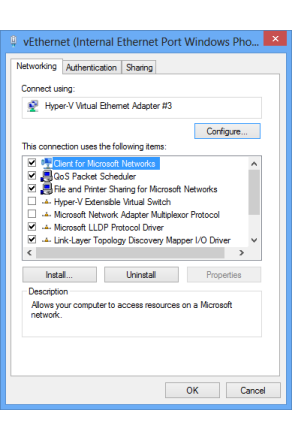 vEthernet (Internal Ethernet Port Windows Pho...
Networking Authentication Sharing
Connect using:
Hyper-V Virtual Ethernet Adapter #3
Configure...
This connection uses the following items:
Client for Microsoft Networks
QoS Packet Scheduler
File and Printer Sharing for Microsoft Networks
Hyper-V Extensible Virtual Switch
Microsoft Network Adapter Multiplexor Protocol
Microsoft LLDP Protocol Driver
Link-Layer Topology Discovery Mapper I/O Driver
Install... Uninstall Properties
Description
Allows your computer to access resources on a Microsoft
network.
OK Cancel